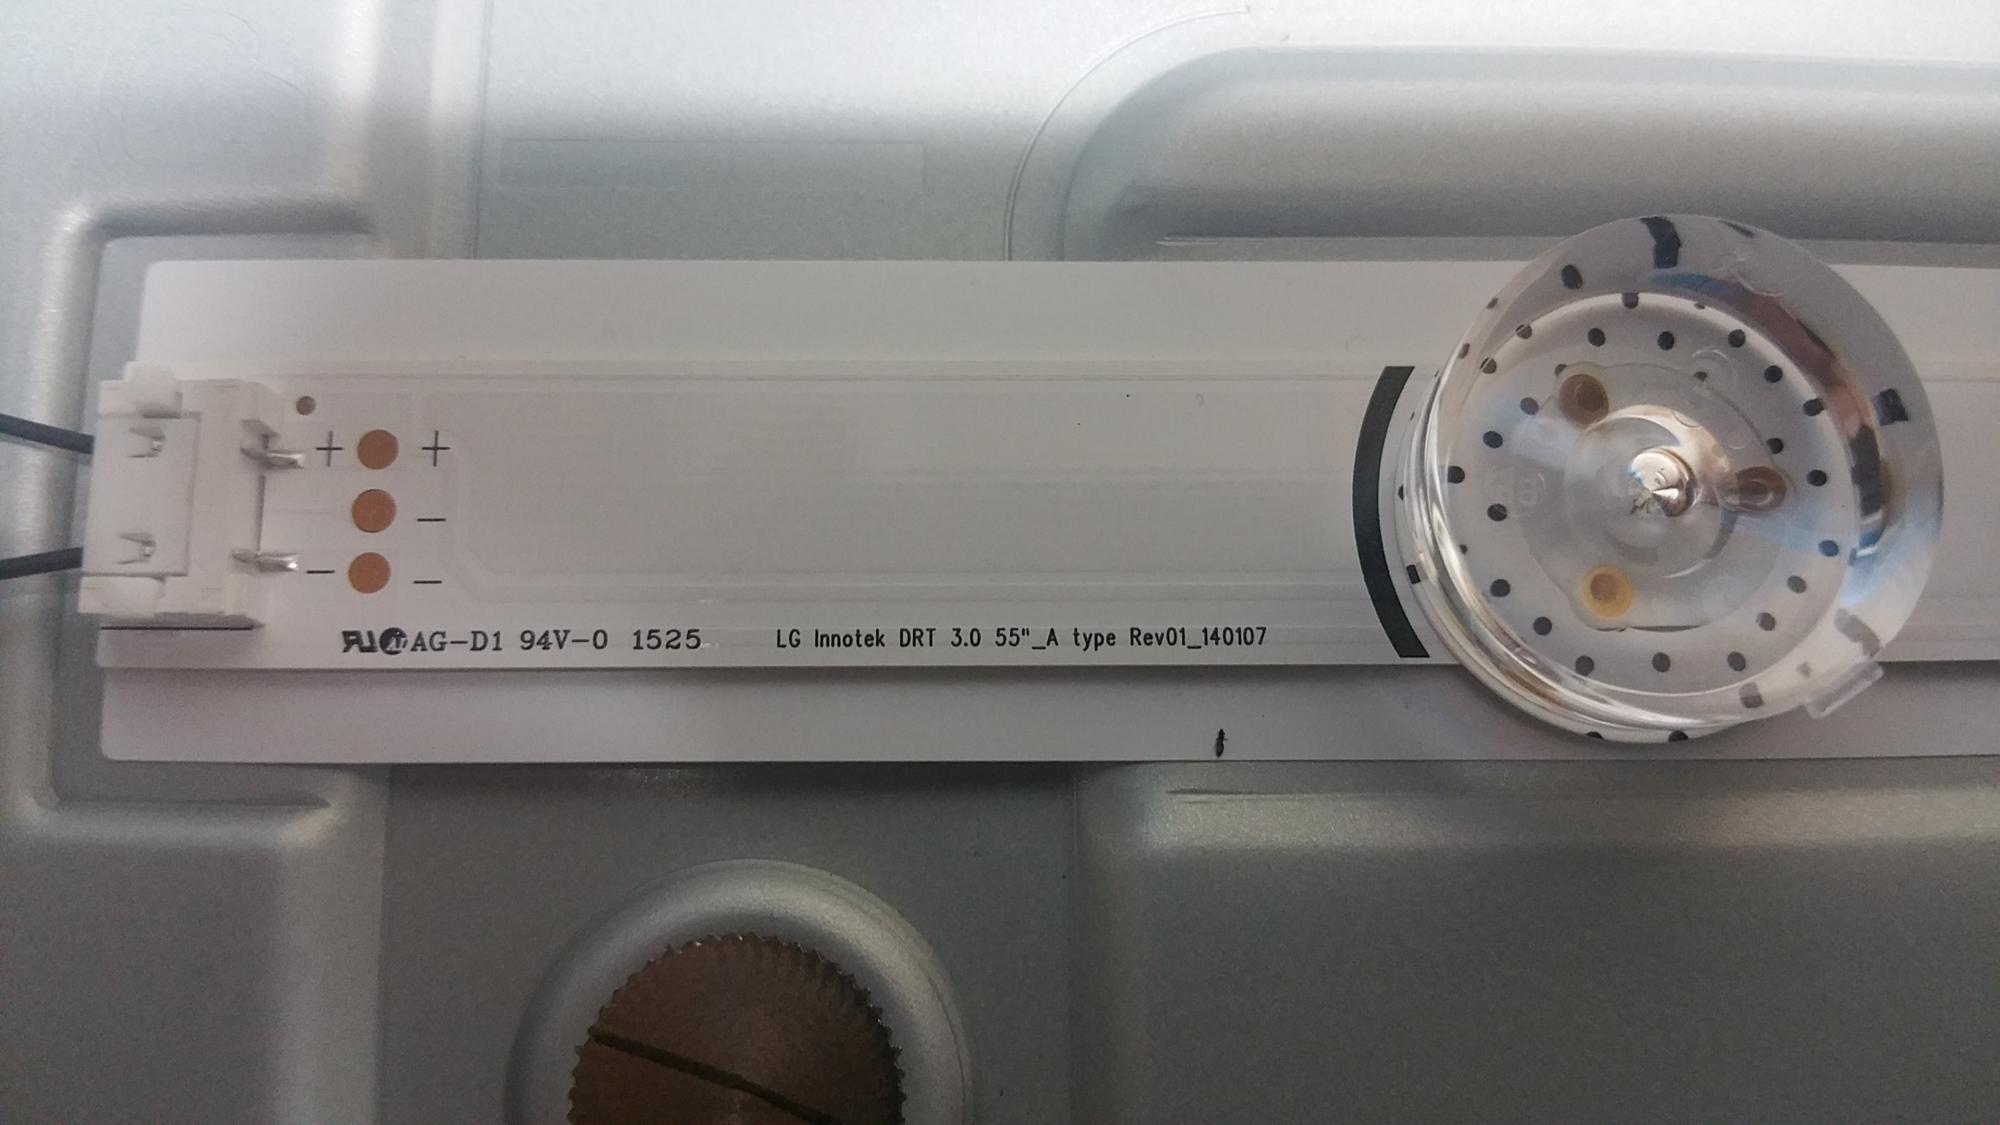 + +
−
− −
AG-D1 94V-0 1525 LG Innotek DRT 3.0 55"_A type Rev01_140107